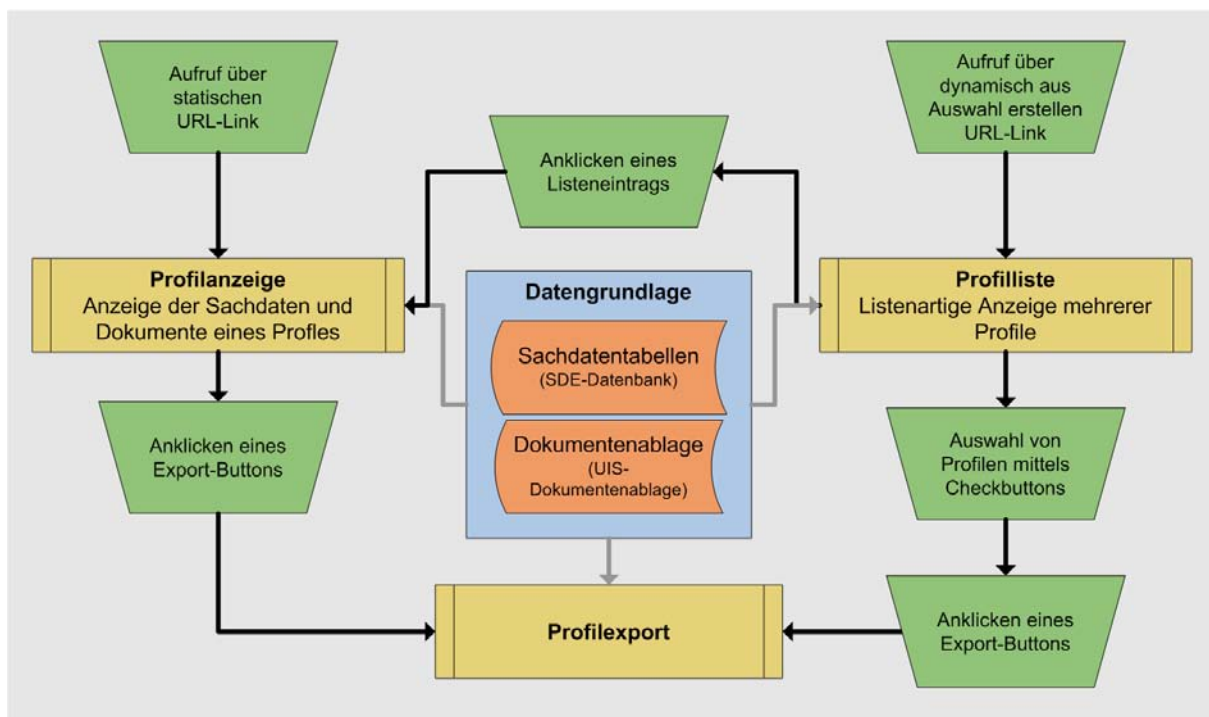 Aufruf über
statischen
URL-Link
Aufruf über
dynamisch aus
Auswahl erstellen
URL-Link
Anklicken eines
Listeneintrags
Profilanzeige
Anzeige der Sachdaten und
Dokumente eines Profles
Datengrundlage
Sachdatentabellen
(SDE-Datenbank)
Dokumentenablage
(UIS-
Dokumentenablage)
Profilliste
Listenartige Anzeige mehrerer
Profile
Anklicken eines
Export-Buttons
Auswahl von
Profilen mittels
Checkbuttons
Profilexport
Anklicken eines
Export-Buttons